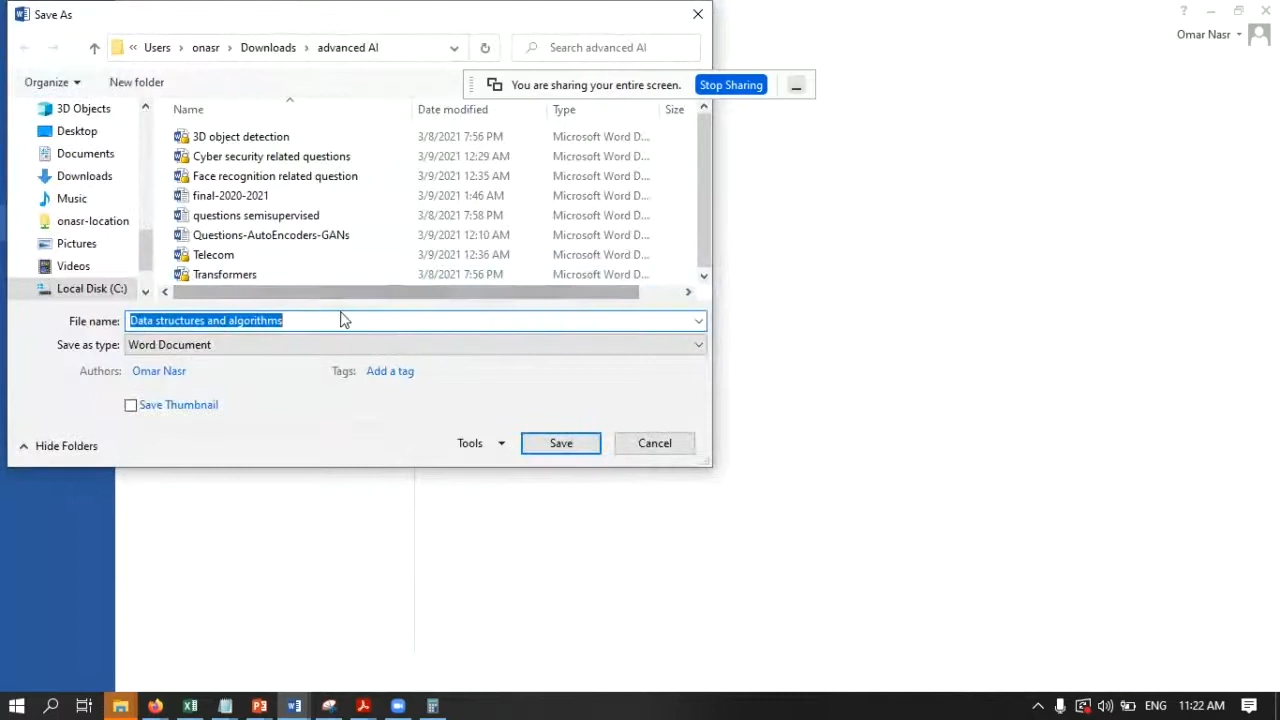 Save As
? 
Omar Nasr
« Users › onasr › Downloads › advanced AI
Search advanced AI
Organize
New folder
You are sharing your entire screen.
Stop Sharing
Name
Date modified
Type
Size
3D Objects
Desktop
Documents
Downloads
Music
onasr-location
Pictures
Videos
Local Disk (C:)
3D object detection 3/8/2021 7:56 PM Microsoft Word D...
Cyber security related questions 3/9/2021 12:29 AM Microsoft Word D...
Face recognition related question 3/9/2021 12:35 AM Microsoft Word D...
final-2020-2021 3/9/2021 1:46 AM Microsoft Word D...
questions semisupervised 3/8/2021 7:58 PM Microsoft Word D...
Questions-AutoEncoders-GANs 3/9/2021 12:10 AM Microsoft Word D...
Telecom 3/9/2021 12:36 AM Microsoft Word D...
Transformers 3/8/2021 7:56 PM Microsoft Word D...
File name: Data structures and algorithms
Save as type: Word Document
Authors: Omar Nasr
Tags: Add a tag
Save Thumbnail
Hide Folders
Tools
Save
Cancel
ENG
11:22 AM